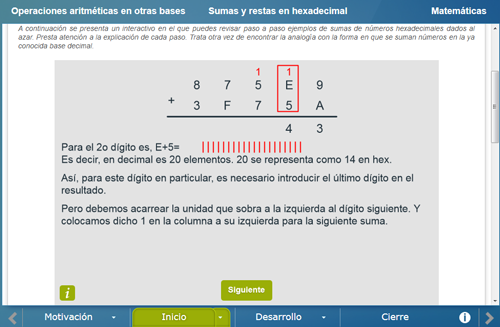 Operaciones aritméticas en otras bases Sumas y restas en hexadecimal Matemáticas
A continuación se presenta un interactivo en el que puedes revisar paso a paso ejemplos de sumas de números hexadecimales dados al
azar. Presta atención a la explicación de cada paso. Trata otra vez de encontrar la analogía con la forma en que se suman números en la ya
conocida base decimal.
1 1
8 7 5 E 9
+ 3 F 7 5 A
4 3
Para el 2o dígito es, E+5= ||||||||||||||||||||
Es decir, en decimal es 20 elementos. 20 se representa como 14 en hex.
Así, para este dígito en particular, es necesario introducir el último dígito en el
resultado.
Pero debemos acarrear la unidad que sobra a la izquierda al dígito siguiente. Y
colocamos dicho 1 en la columna a su izquierda para la siguiente suma.
i Siguiente
Motivación Inicio Desarrollo Cierre i